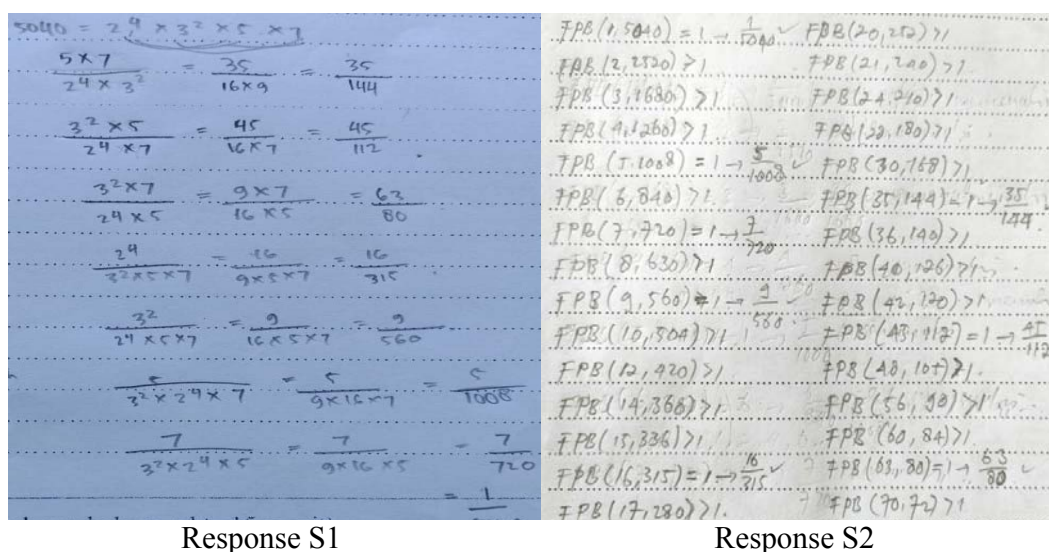 5040 = 2⁴ × 3² × 5 × 7
5×7 / 2⁴ × 3² = 35 / 16×9 = 35 / 144
3² × 5 / 2⁴ × 7 = 45 / 16×7 = 45 / 112
3² × 7 / 2⁴ × 5 = 9 × 7 / 16 × 5 = 63 / 80
2⁴ / 3² × 5 × 7 = 16 / 9×5×7 = 16 / 315
3² / 2⁴ × 5 × 7 = 9 / 16 × 5 × 7 = 9 / 560
5 / 3² × 2⁴ × 7 = 5 / 9×16×7 = 5 / 1008
7 / 3² × 2⁴ × 5 = 7 / 9×16×5 = 7 / 720
= 1
Response S1
FPB (1, 5040) = 1 → 1/5040 ✓
FPB (2, 2520) >1
FPB (3, 1680) >1
FPB (4, 1260) >1
FPB (5, 1008) = 1 → 5/1008 ✓
FPB (6, 840) >1
FPB (7, 720) = 1 → 7/720
FPB (8, 630) >1
FPB (9, 560) = 1 → 9/560 ✓
FPB (10, 504) >1
FPB (12, 420) >1
FPB (14, 360) >1
FPB (15, 336) >1
FPB (16, 315) = 1 → 16/315 ✓
FPB (17, 280) >1.
FPB (20, 252) >1
FPB (21, 240) >1
FPB (24, 210) >1
FPB (28, 180) >1
FPB (30, 168) >1
FPB (35, 144) = 1 → 35/144 ✓
FPB (36, 140) >1
FPB (40, 126) >1
FPB (42, 120) >1
FPB (45, 112) = 1 → 45/112
FPB (48, 105) >1.
FPB (56, 90) >1
FPB (60, 84) >1
FPB (63, 80) = 1 → 63/80 ✓
FPB (70, 72) >1
Response S2